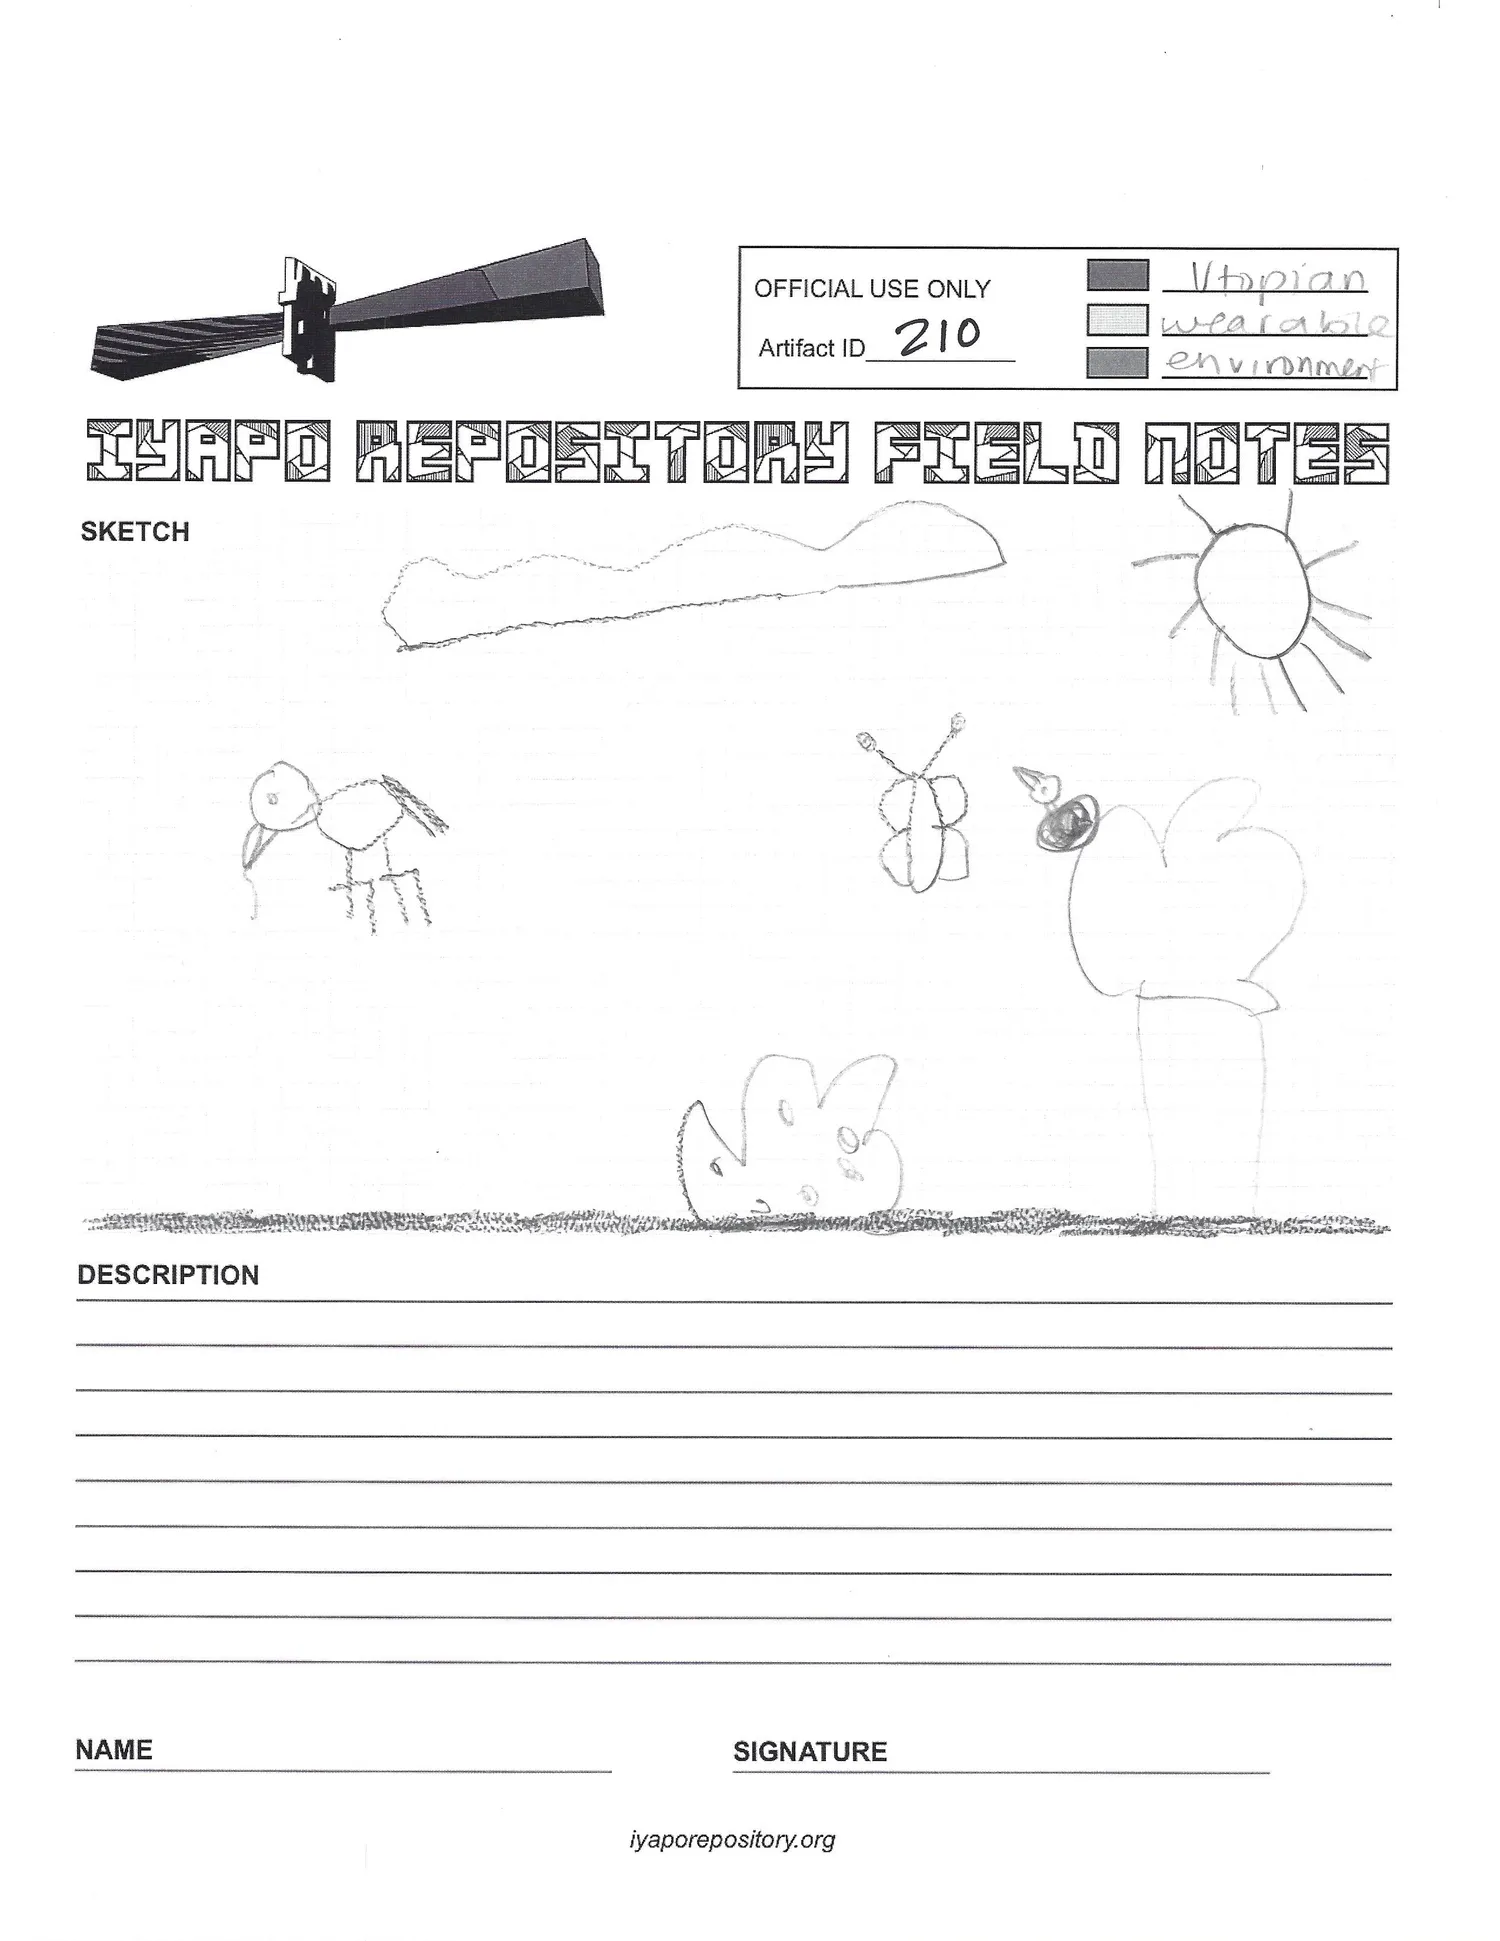 OFFICIAL USE ONLY
Artifact ID 210
Utopian
wearable
environment
IYAPO REPOSITORY FIELD NOTES
SKETCH
DESCRIPTION
NAME
SIGNATURE
iyaporepository.org